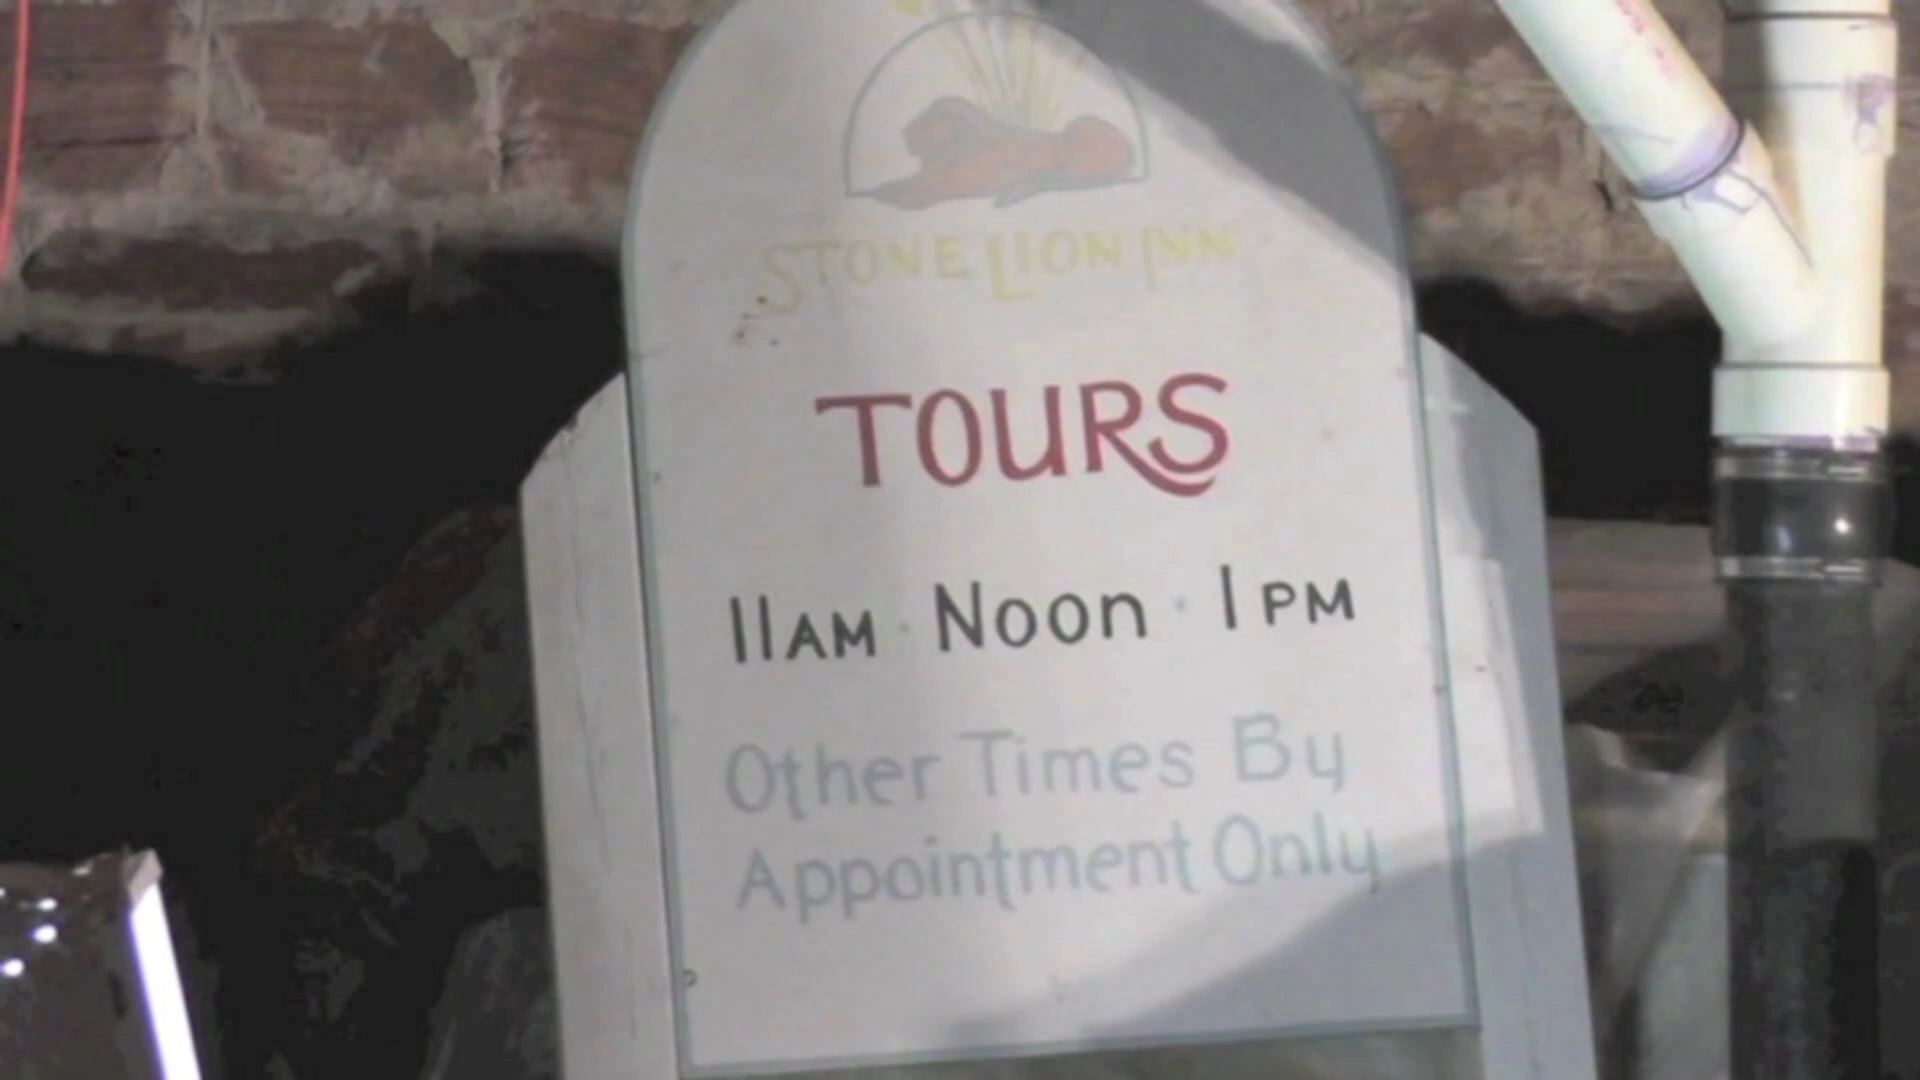 STONE LION INN
TOURS
11AM · Noon · 1PM
Other Times By
Appointment Only